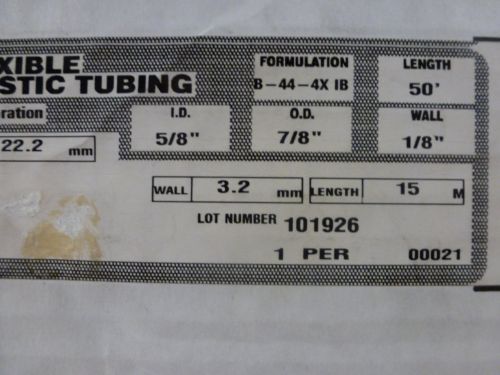 XIBLE
STIC TUBING
FORMULATION
B-44-4X IB
LENGTH
50'
ration
I.D.
5/8"
O.D.
7/8"
WALL
1/8"
22.2 mm
WALL 3.2 mm LENGTH 15 M
LOT NUMBER 101926
1 PER 00021